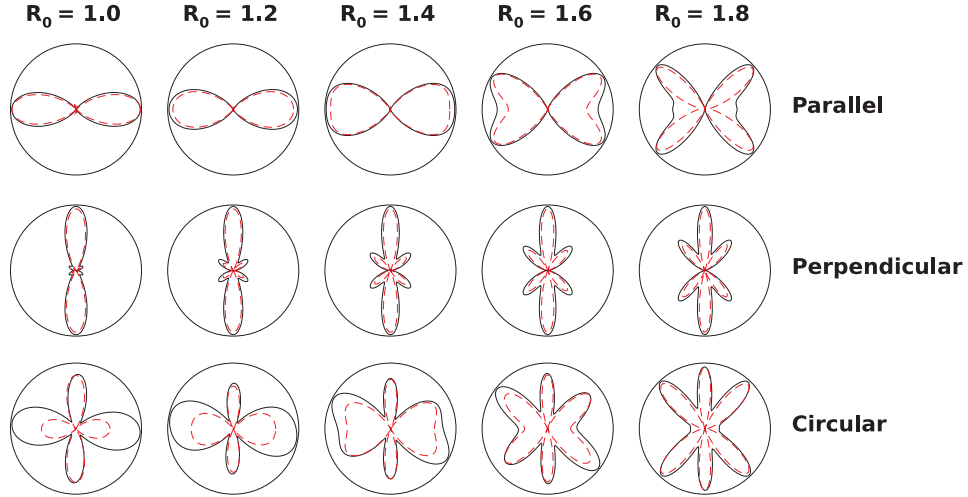 R0 = 1.0 R0 = 1.2 R0 = 1.4 R0 = 1.6 R0 = 1.8
Parallel
Perpendicular
Circular